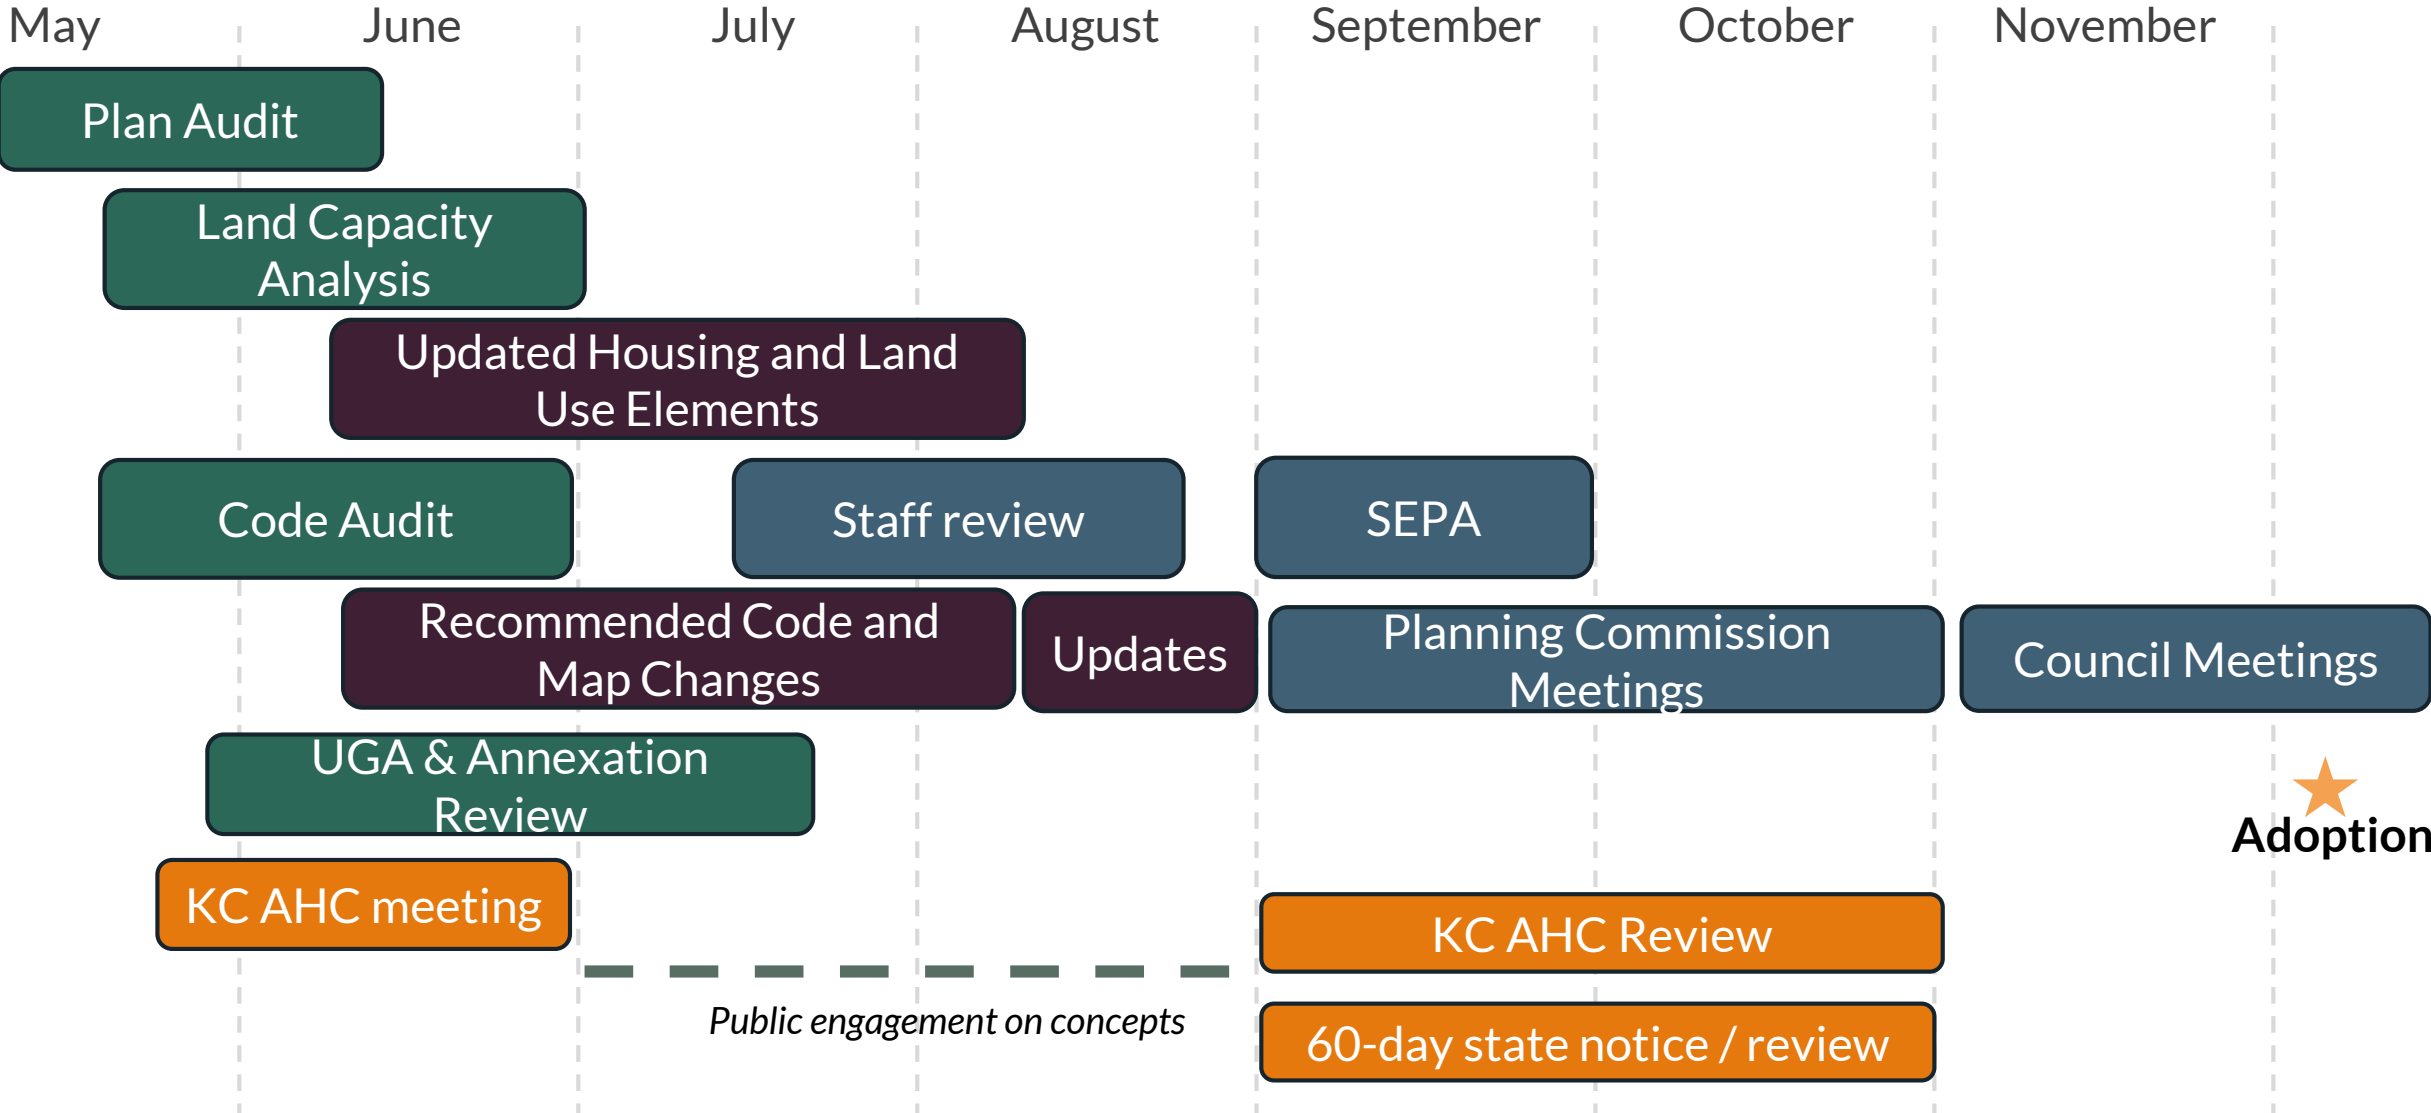 May June July August September October November
Plan Audit
Land Capacity
Analysis
Updated Housing and Land
Use Elements
Code Audit
Staff review
SEPA
Recommended Code and
Map Changes
Updates
Planning Commission
Meetings
Council Meetings
UGA & Annexation
Review
Adoption
KC AHC meeting
KC AHC Review
Public engagement on concepts
60-day state notice / review